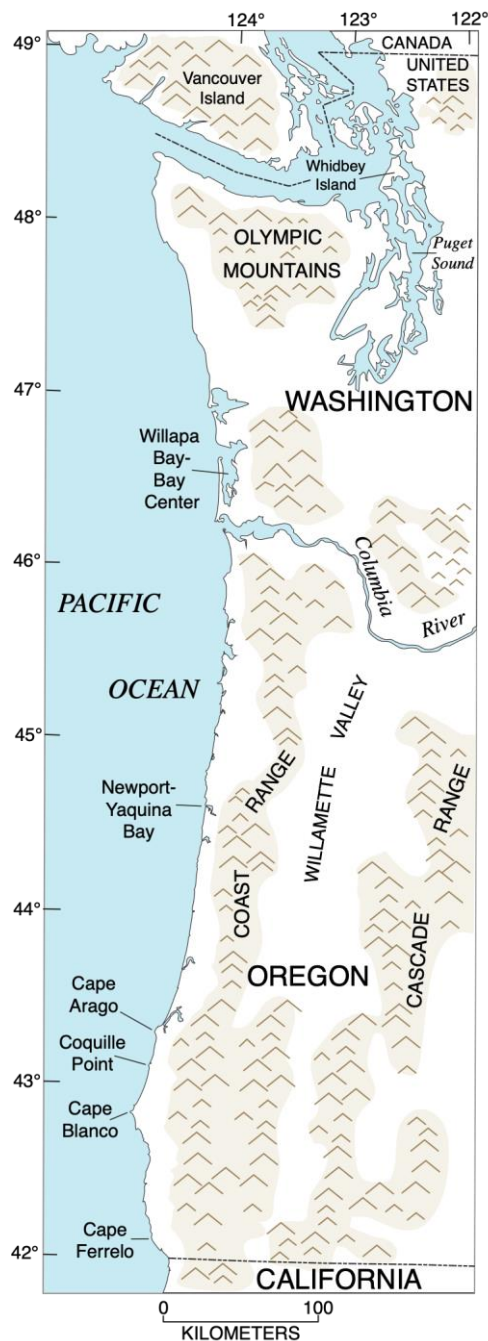 124° 123° 122°
49°
CANADA
UNITED
STATES
Vancouver
Island
Whidbey
Island
48°
OLYMPIC
MOUNTAINS
Puget
Sound
47°
WASHINGTON
Willapa
Bay-
Bay
Center
46°
Columbia
River
PACIFIC
OCEAN
45°
VALLEY
WILLAMETTE
RANGE
COAST
RANGE
CASCADE
Newport-
Yaquina
Bay
44°
OREGON
Cape
Arago
Coquille
Point
43°
Cape
Blanco
Cape
Ferrelo
42°
CALIFORNIA
0 100
KILOMETERS